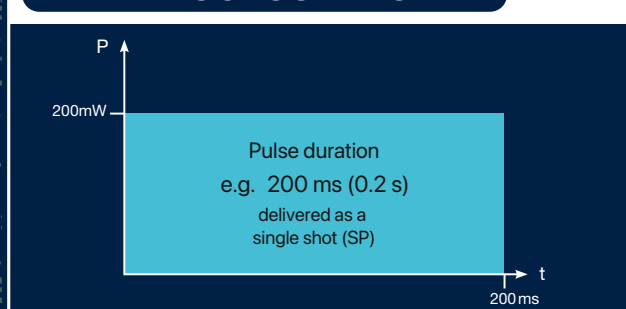 P
200mW
Pulse duration
e.g. 200 ms (0.2 s)
delivered as a
single shot (SP)
t
200 ms